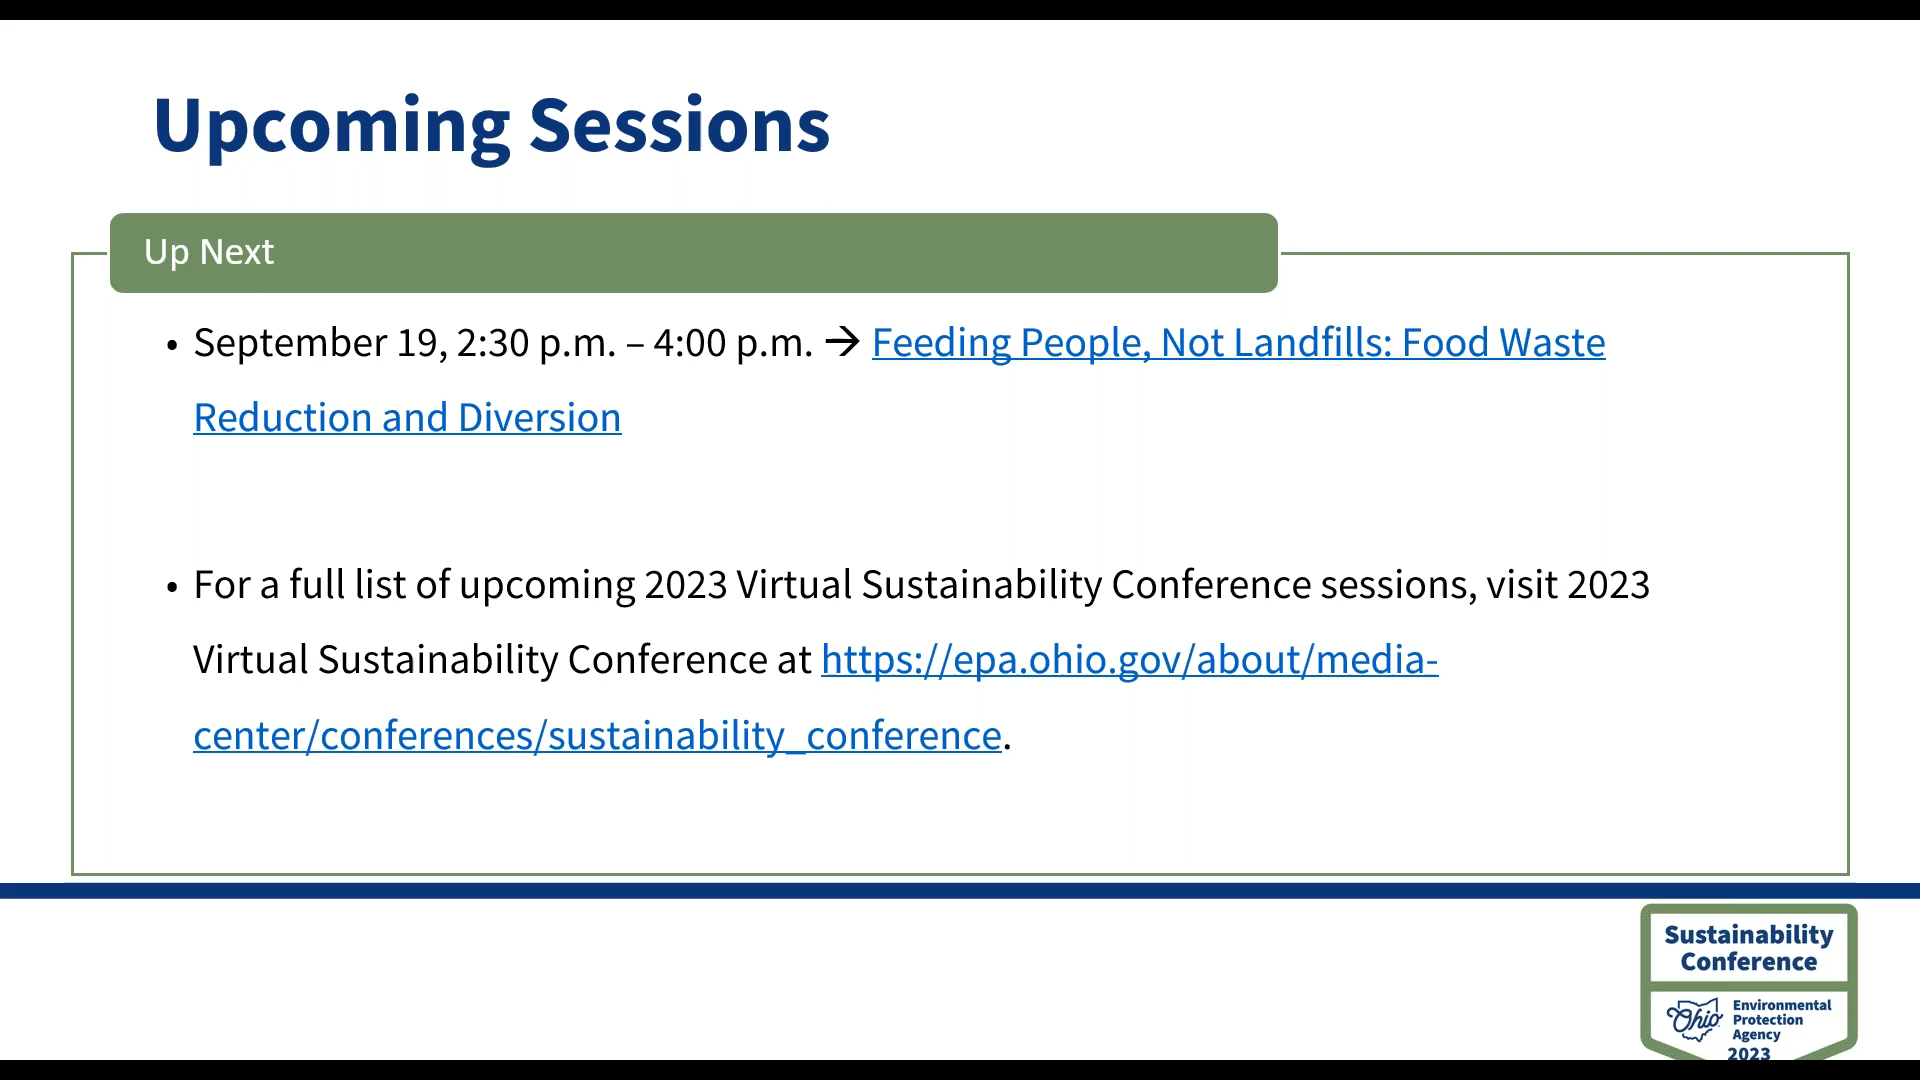 Upcoming Sessions
Up Next
• September 19, 2:30 p.m. – 4:00 p.m. → Feeding People, Not Landfills: Food Waste
Reduction and Diversion
• For a full list of upcoming 2023 Virtual Sustainability Conference sessions, visit 2023
Virtual Sustainability Conference at https://epa.ohio.gov/about/media-
center/conferences/sustainability_conference.
Sustainability
Conference
Ohio
Environmental
Protection
Agency
2023